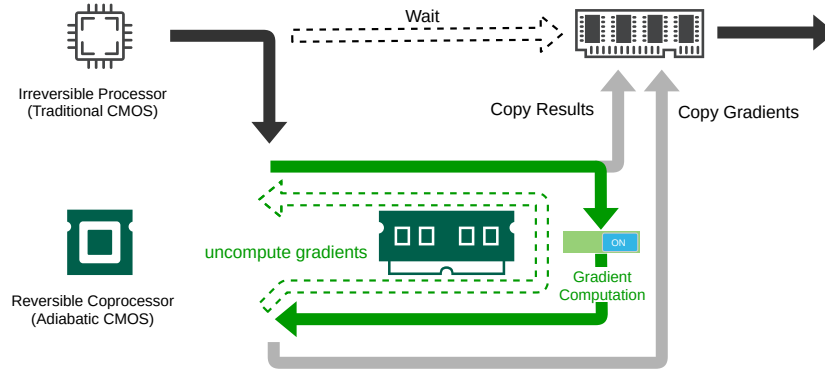 Wait
Irreversible Processor
(Traditional CMOS)
Copy Results
Copy Gradients
uncompute gradients
ON
Gradient
Computation
Reversible Coprocessor
(Adiabatic CMOS)